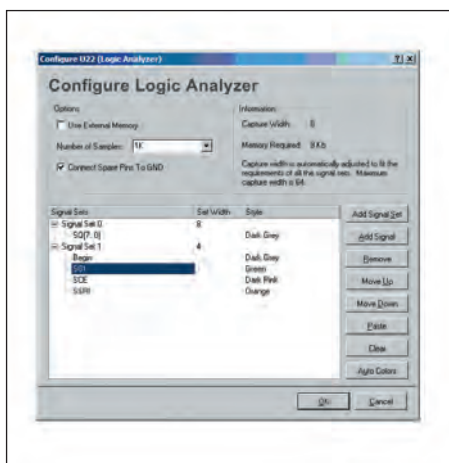 Configure U22 (Logic Analyzer)
Configure Logic Analyzer
Options
Use External Memory
Number of Samples: 1K
Connect Spare Pins To GND
Information
Capture Width: 8
Memory Required: 8 Kb
Capture width is automatically adjusted to fit the
requirements of all the signal sets. Maximum
capture width is 64.
Signal Sets Set Width Style
Signal Set 0 8
SQ[7..0] Dark Grey
Signal Set 1 4
Begin Dark Grey
Green
SCE Dark Pink
Orange
Add Signal Set
Add Signal
Remove
Move Up
Move Down
Paste
Clear
Auto Colors
OK
Cancel